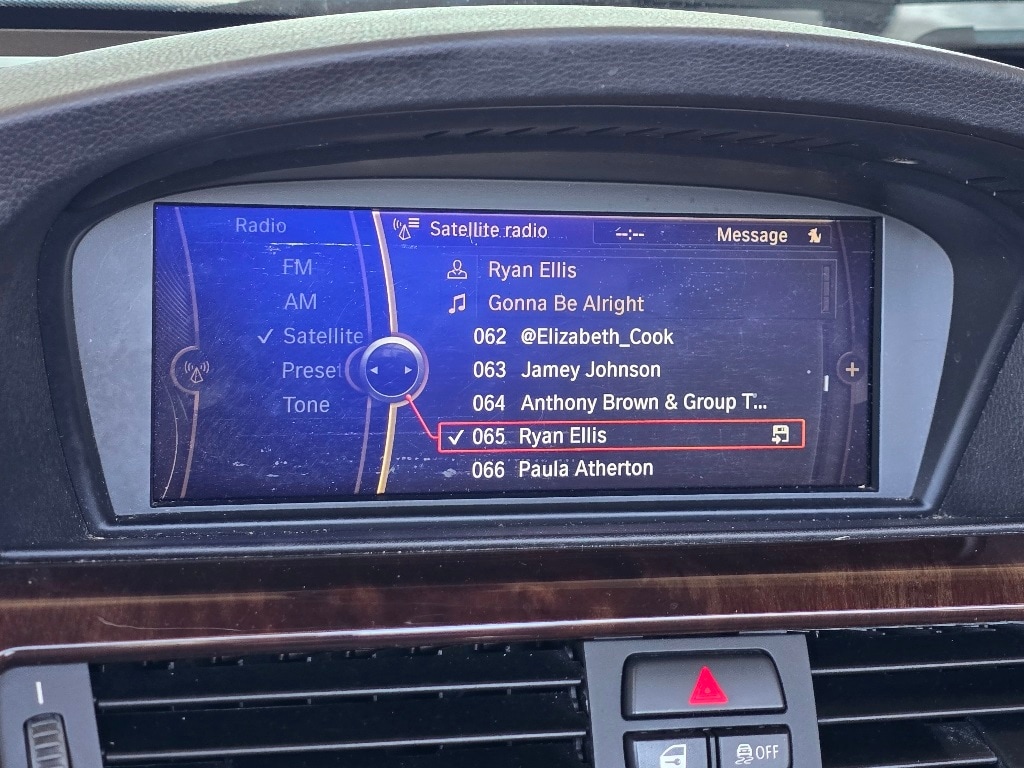 Radio
FM
AM
✓ Satellite
Preset
Tone
Satellite radio
--:--
Message
Ryan Ellis
Gonna Be Alright
062 @Elizabeth_Cook
063 Jamey Johnson
064 Anthony Brown & Group T...
✓ 065 Ryan Ellis
066 Paula Atherton
OFF